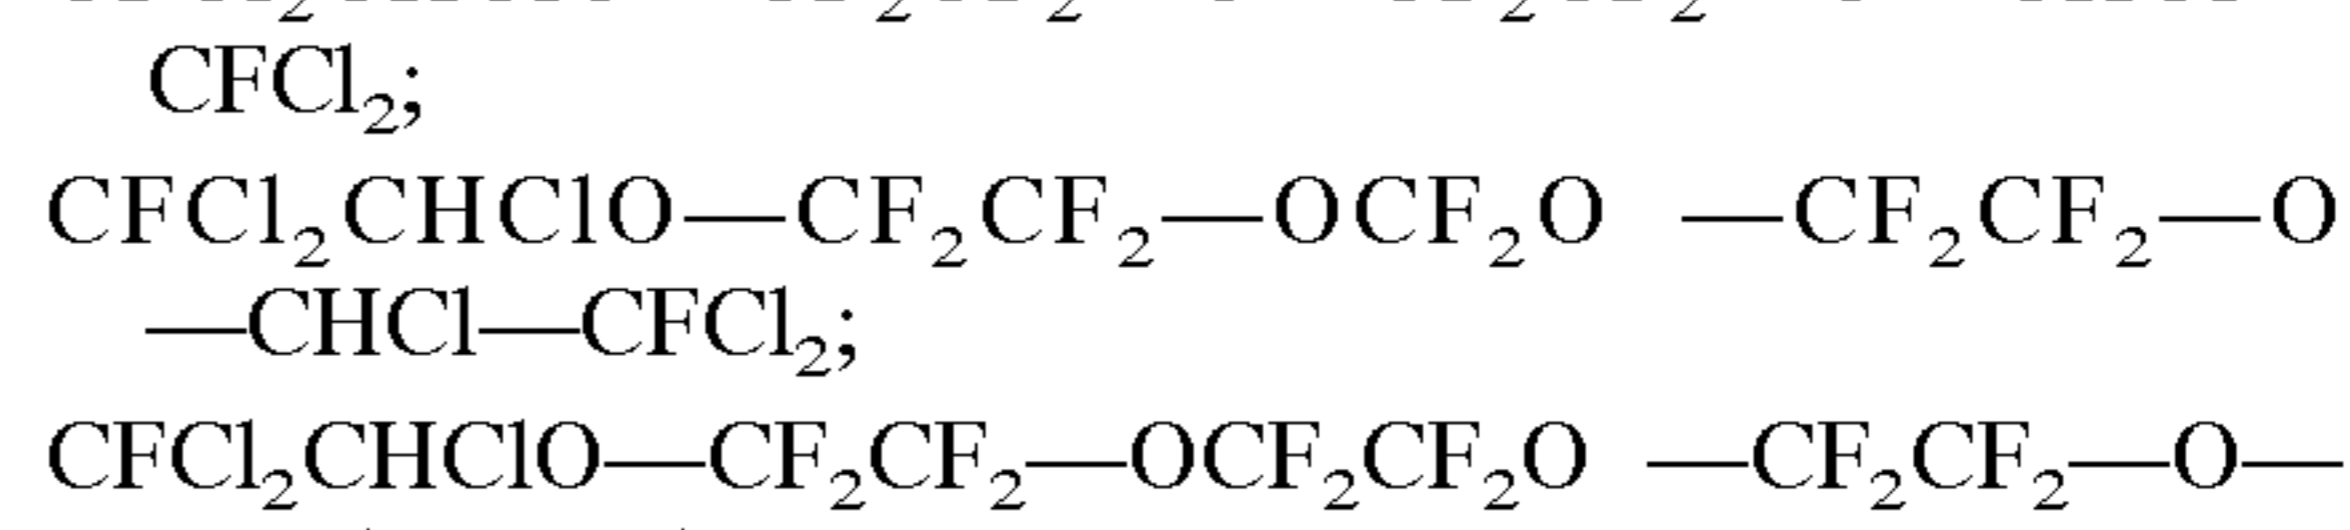 CFCl₂;
CFCl₂CHClO—CF₂CF₂—OCF₂O —CF₂CF₂—O
—CHCl—CFCl₂;
CFCl₂CHClO—CF₂CF₂—OCF₂CF₂O —CF₂CF₂—O—